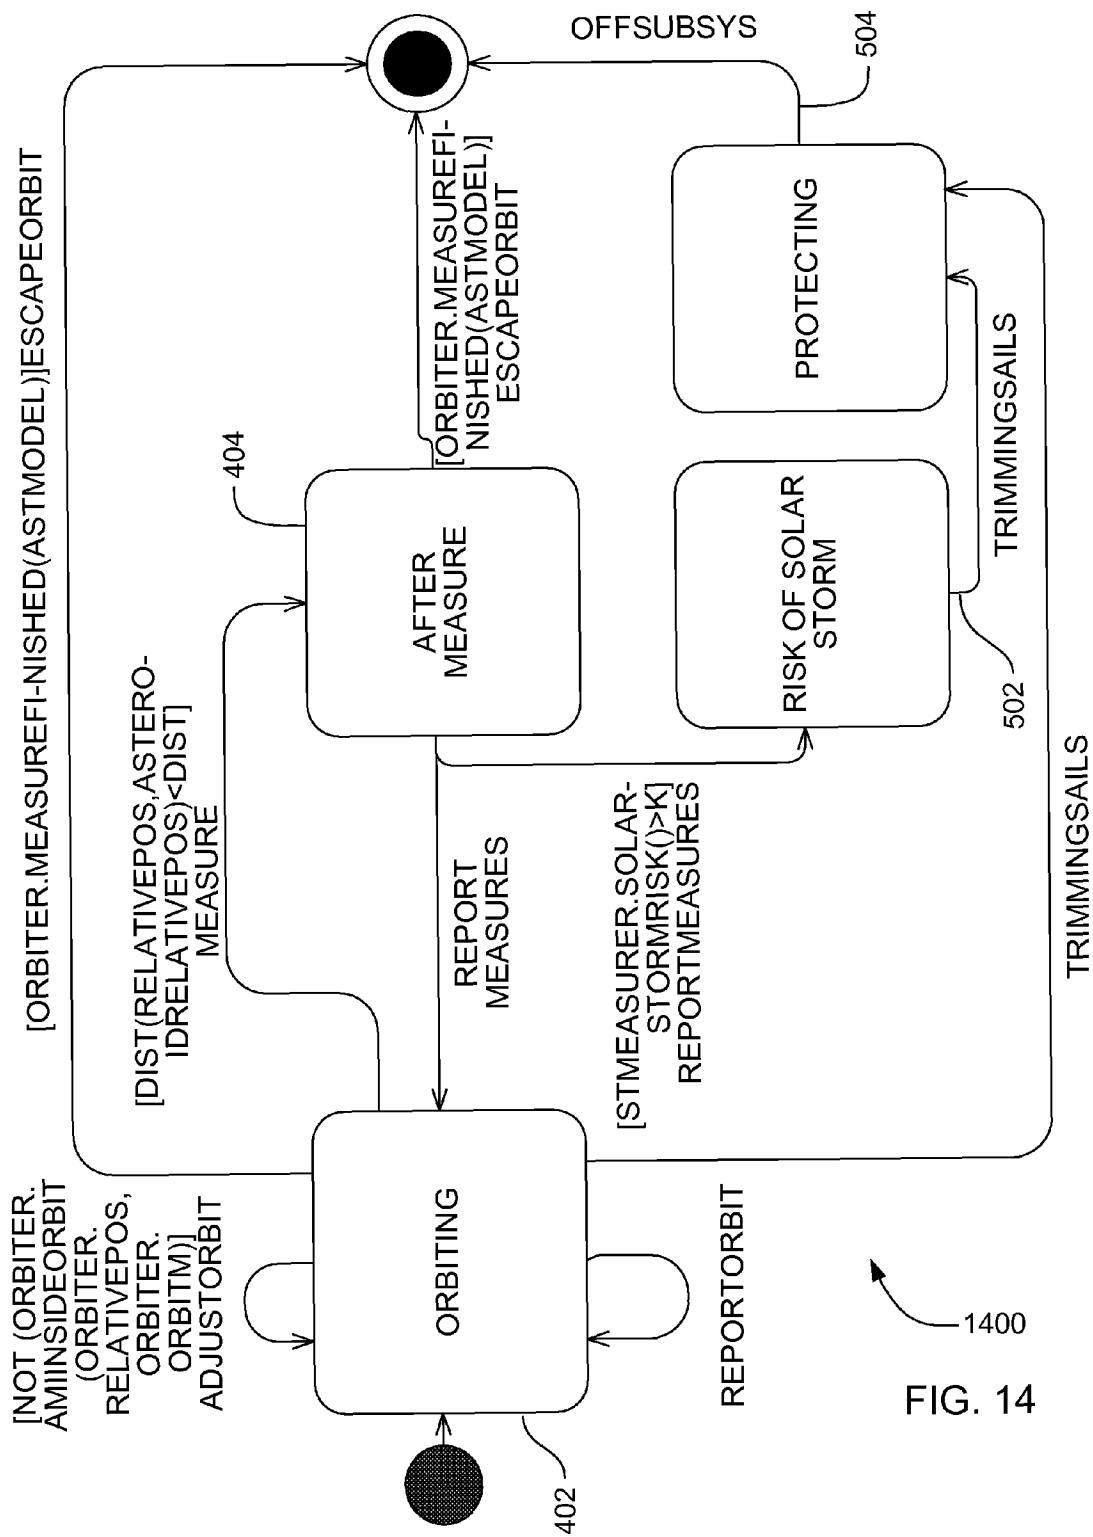 [NOT (ORBITER.
AMIINSIDEORBIT
(ORBITER.
RELATIVEPOS,
ORBITER.
ORBITM)]
ADJUSTORBIT
[ORBITER.MEASUREFI-NISHED(ASTMODEL)]ESCAPEORBIT
[DIST(RELATIVEPOS,ASTERO-
IDRELATIVEPOS)<DIST]
MEASURE
404
402
ORBITING
REPORT
MEASURES
AFTER
MEASURE
[ORBITER.MEASUREFI-
NISHED(ASTMODEL)]
ESCAPEORBIT
OFFSUBSYS
504
REPORTORBIT
[STMEASURER.SOLAR-
STORMRISK()>K]
REPORTMEASURES
RISK OF SOLAR
STORM
PROTECTING
502
TRIMMINGSAILS
TRIMMINGSAILS
1400
FIG. 14